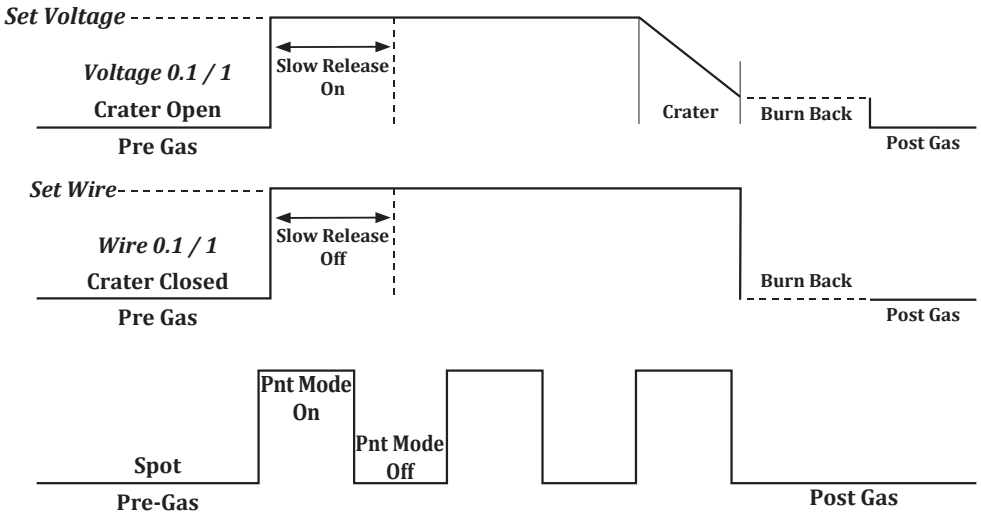 Set Voltage
Voltage 0.1 / 1
Slow Release
On
Crater Open
Crater
Burn Back
Pre Gas
Post Gas
Set Wire
Wire 0.1 / 1
Slow Release
Off
Crater Closed
Burn Back
Pre Gas
Post Gas
Pnt Mode
On
Pnt Mode
Off
Spot
Pre-Gas
Post Gas